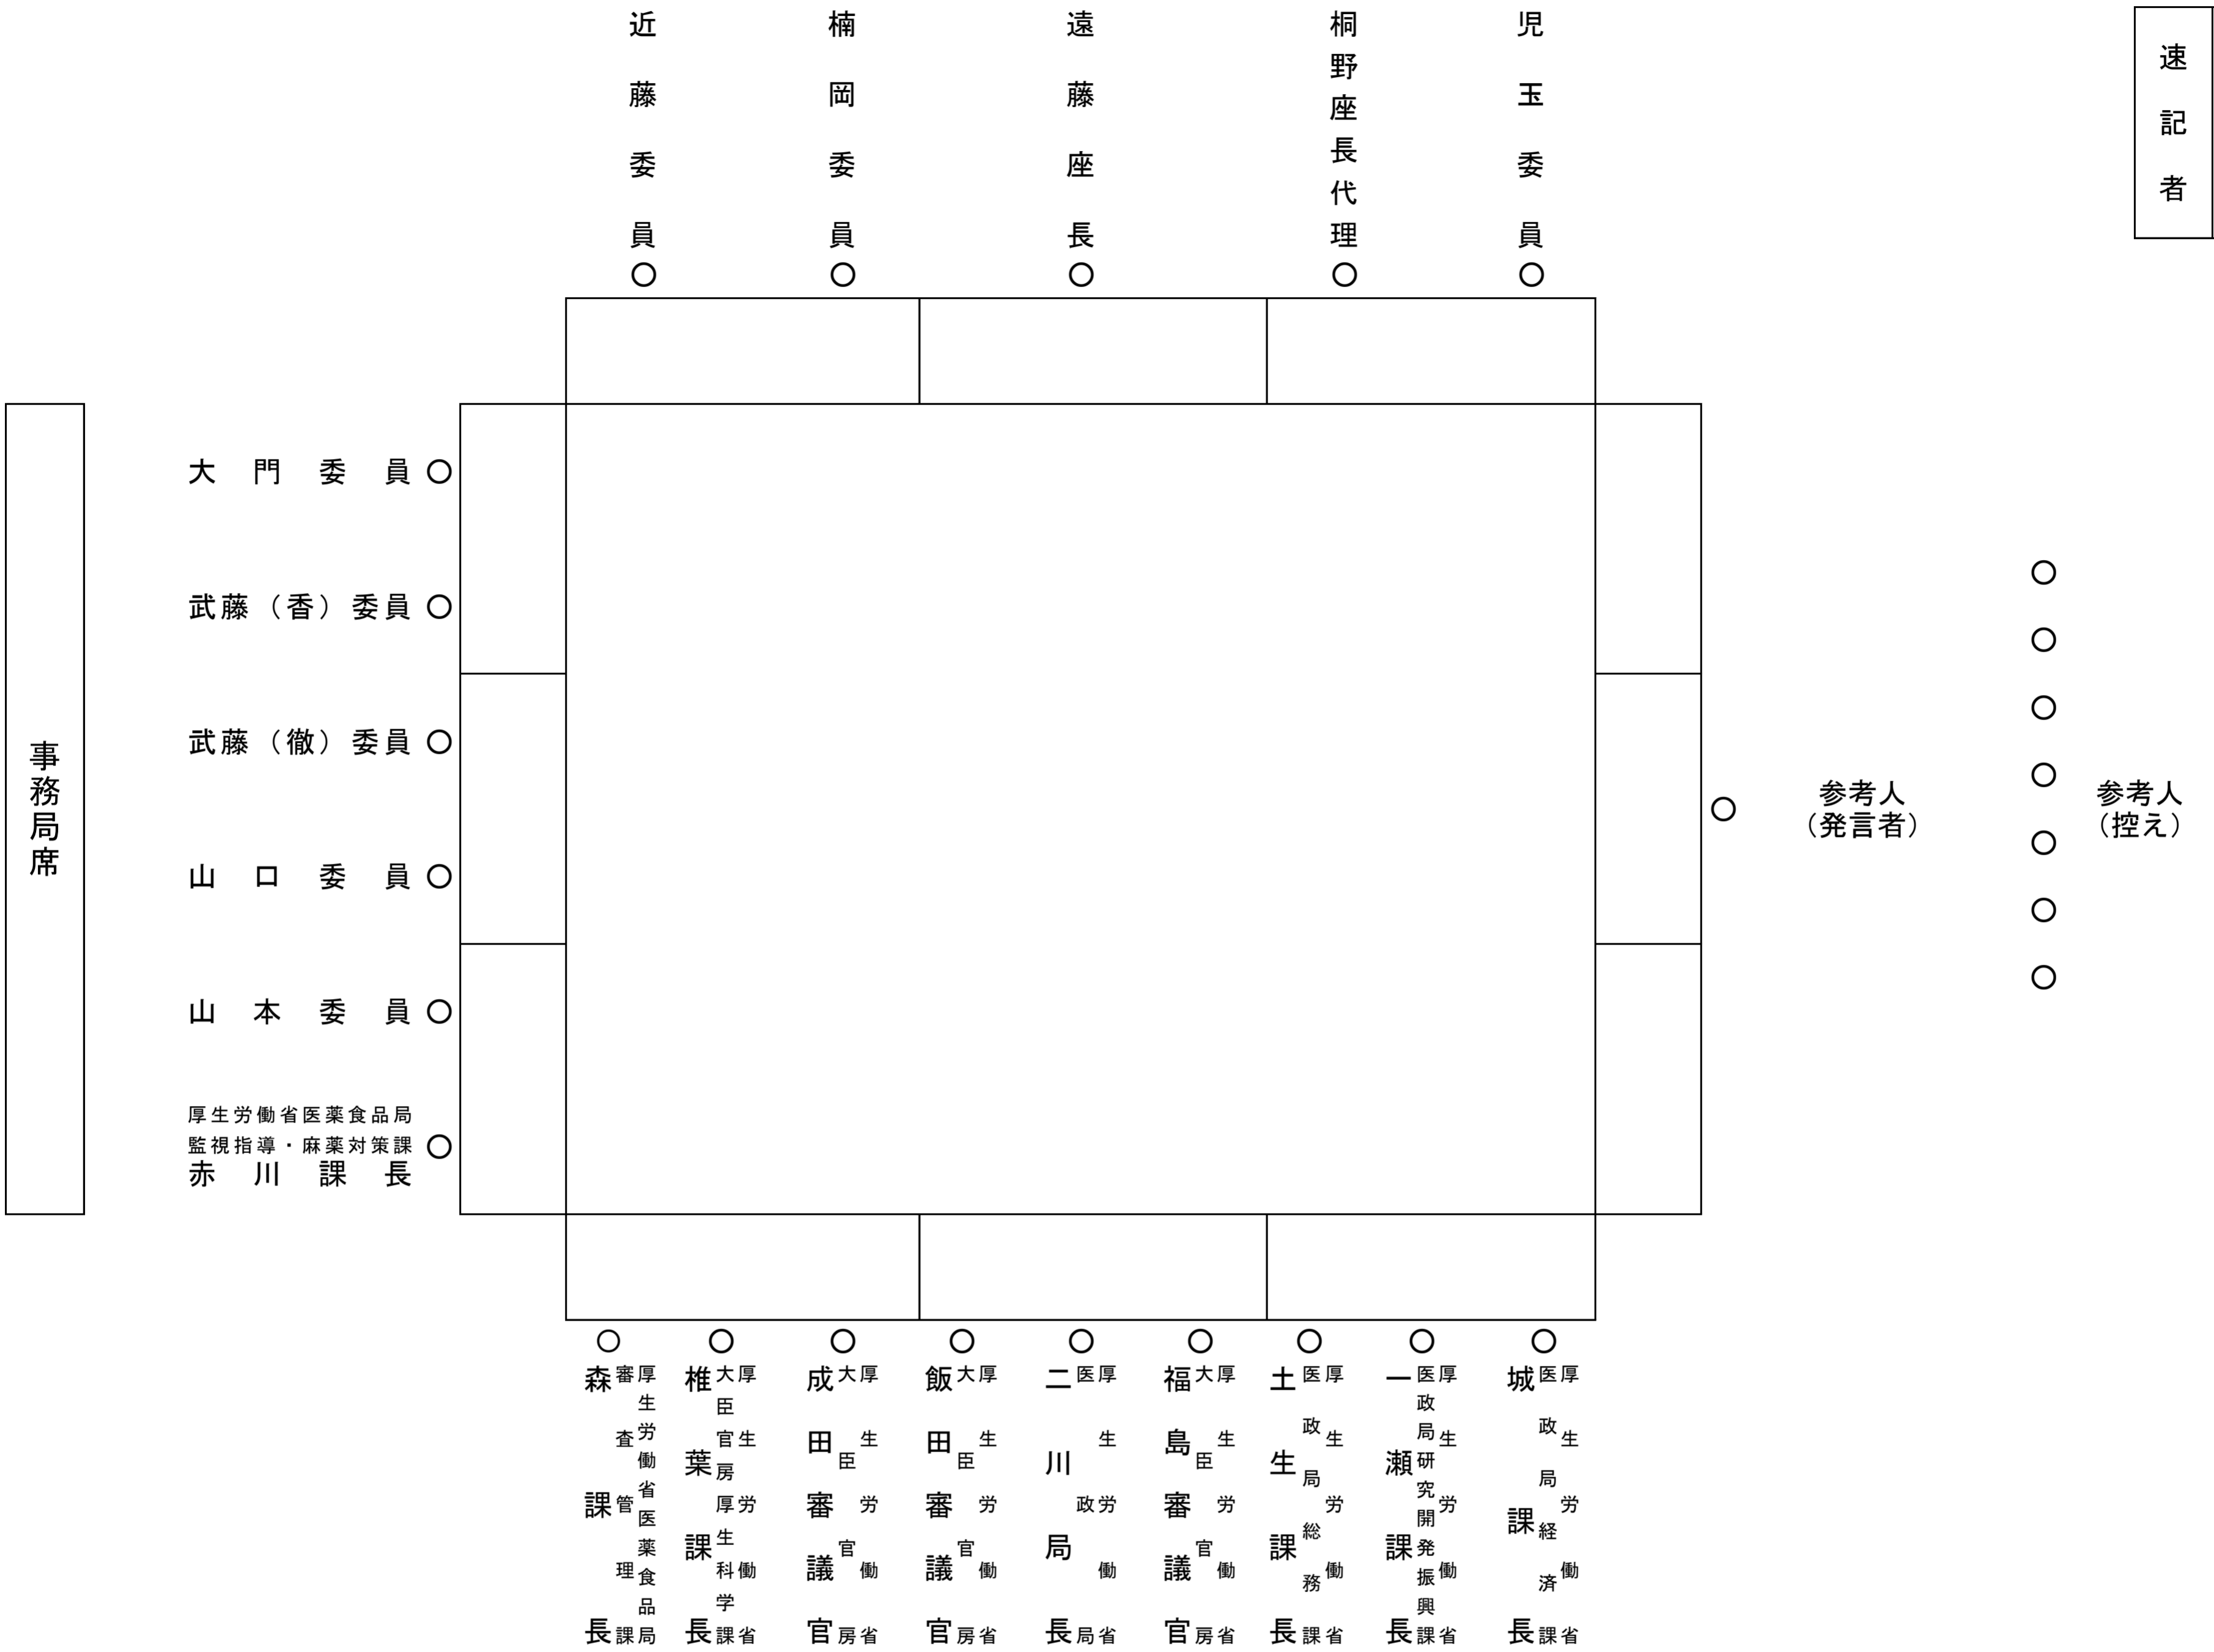 近藤委員
楠岡委員
遠藤座長
桐野座長代理
児玉委員
速記者
事務局席
大門委員
武藤（香）委員
武藤（徹）委員
山口委員
山本委員
厚生労働省医薬食品局
監視指導・麻薬対策課
赤川課長
参考人
（発言者）
参考人
（控え）
厚生労働省医薬食品局
審査管理課
森課長
厚生労働省
大臣官房厚生科学課
椎葉課長
厚生労働省
大臣官房
成田審議官
厚生労働省
大臣官房
飯田審議官
厚生労働省
医政局
二川局長
厚生労働省
大臣官房
福島審議官
厚生労働省
医政局総務課
土生課長
厚生労働省
医政局研究開発振興課
一瀬課長
厚生労働省
医政局経済課
城課長